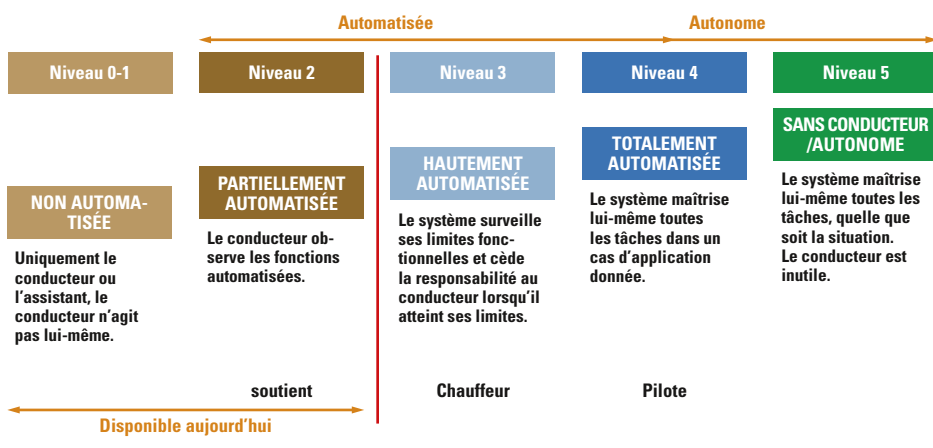 Automatisée
Autonome
Niveau 0-1
Niveau 2
Niveau 3
Niveau 4
Niveau 5
NON AUTOMA-
TISÉE
Uniquement le
conducteur ou
l’assistant, le
conducteur n’agit
pas lui-même.
PARTIELLEMENT
AUTOMATISÉE
Le conducteur ob-
serve les fonctions
automatisées.
HAUTEMENT
AUTOMATISÉE
Le système surveille
ses limites fonc-
tionnelles et cède
la responsabilité au
conducteur lorsqu’il
atteint ses limites.
TOTALEMENT
AUTOMATISÉE
Le système maîtrise
lui-même toutes
les tâches dans un
cas d’application
donnée.
SANS CONDUCTEUR
/AUTONOME
Le système maîtrise
lui-même toutes les
tâches, quelle que
soit la situation.
Le conducteur est
inutile.
soutient
Chauffeur
Pilote
Disponible aujourd’hui